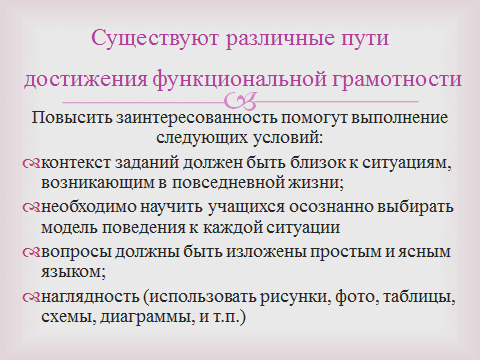 Существуют различные пути
достижения функциональной грамотности
Повысить заинтересованность помогут выполнение
следующих условий:
контекст заданий должен быть близок к ситуациям,
возникающим в повседневной жизни;
необходимо научить учащихся осознанно выбирать
модель поведения к каждой ситуации
вопросы должны быть изложены простым и ясным
языком;
наглядность (использовать рисунки, фото, таблицы,
схемы, диаграммы, и т.п.)